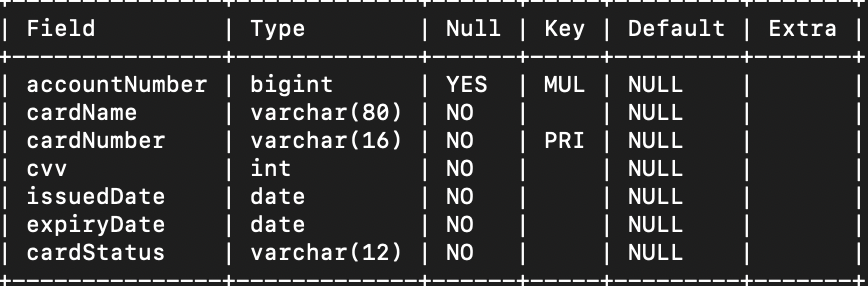 +---------------+-------------+------+-----+---------+-------+
| Field         | Type        | Null | Key | Default | Extra |
+---------------+-------------+------+-----+---------+-------+
| accountNumber | bigint      | YES  | MUL | NULL    |       |
| cardName      | varchar(80) | NO   |     | NULL    |       |
| cardNumber    | varchar(16) | NO   | PRI | NULL    |       |
| cvv           | int         | NO   |     | NULL    |       |
| issuedDate    | date        | NO   |     | NULL    |       |
| expiryDate    | date        | NO   |     | NULL    |       |
| cardStatus    | varchar(12) | NO   |     | NULL    |       |
+---------------+-------------+------+-----+---------+-------+